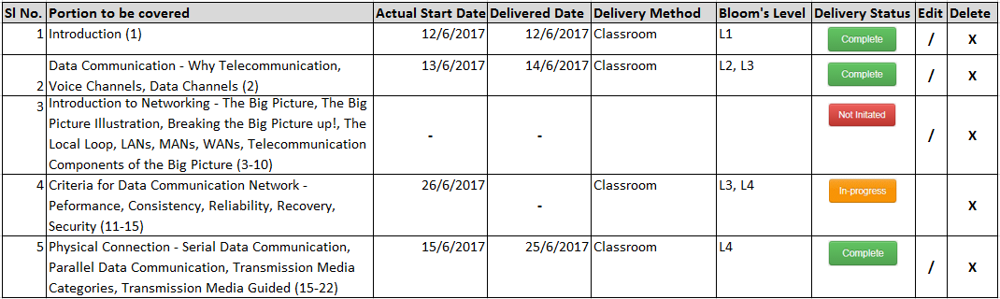 Sl No. Portion to be covered Actual Start Date Delivered Date Delivery Method Bloom's Level Delivery Status Edit Delete
1 Introduction (1) 12/6/2017 12/6/2017 Classroom L1 Complete / X
Data Communication - Why Telecommunication, 13/6/2017 14/6/2017 Classroom L2, L3 Complete / X
2 Voice Channels, Data Channels (2)
3 Introduction to Networking - The Big Picture, The Big Not Initated
Picture Illustration, Breaking the Big Picture up!, The
Local Loop, LANs, MANs, WANs, Telecommunication - - / X
Components of the Big Picture (3-10)
4 Criteria for Data Communication Network - 26/6/2017 Classroom L3, L4 In-progress
Peformance, Consistency, Reliability, Recovery, - X
Security (11-15)
5 Physical Connection - Serial Data Communication, 15/6/2017 25/6/2017 Classroom L4 Complete
Parallel Data Communication, Transmission Media / X
Categories, Transmission Media Guided (15-22)